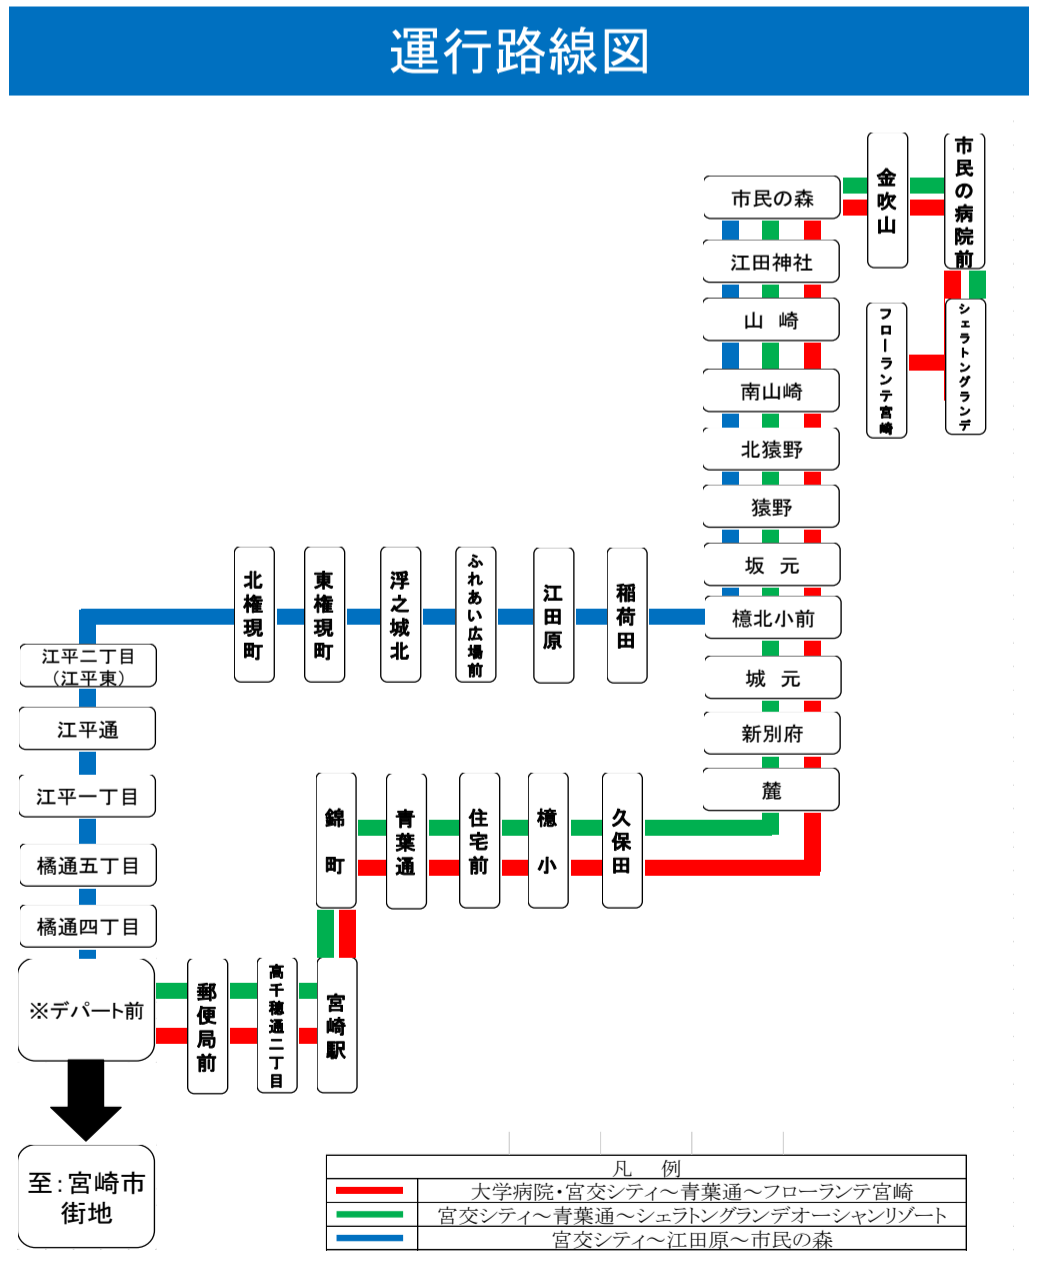 運行路線図
市民の森
金吹山
市民の病院前
江田神社
山 崎
フローランテ宮崎
シェラトングランデ
南山崎
北猿野
猿野
坂 元
北権現町
東権現町
浮之城北
ふれあい広場前
江田原
稲荷田
檍北小前
江平二丁目
(江平東)
城 元
江平通
新別府
江平一丁目
麓
錦町
青葉通
住宅前
檍小
久保田
橘通五丁目
橘通四丁目
※デパート前
郵便局前
高千穂通二丁目
宮崎駅
至:宮崎市
街地
凡 例
大学病院・宮交シティ～青葉通～フローランテ宮崎
宮交シティ～青葉通～シェラトングランデオーシャンリゾート
宮交シティ～江田原～市民の森